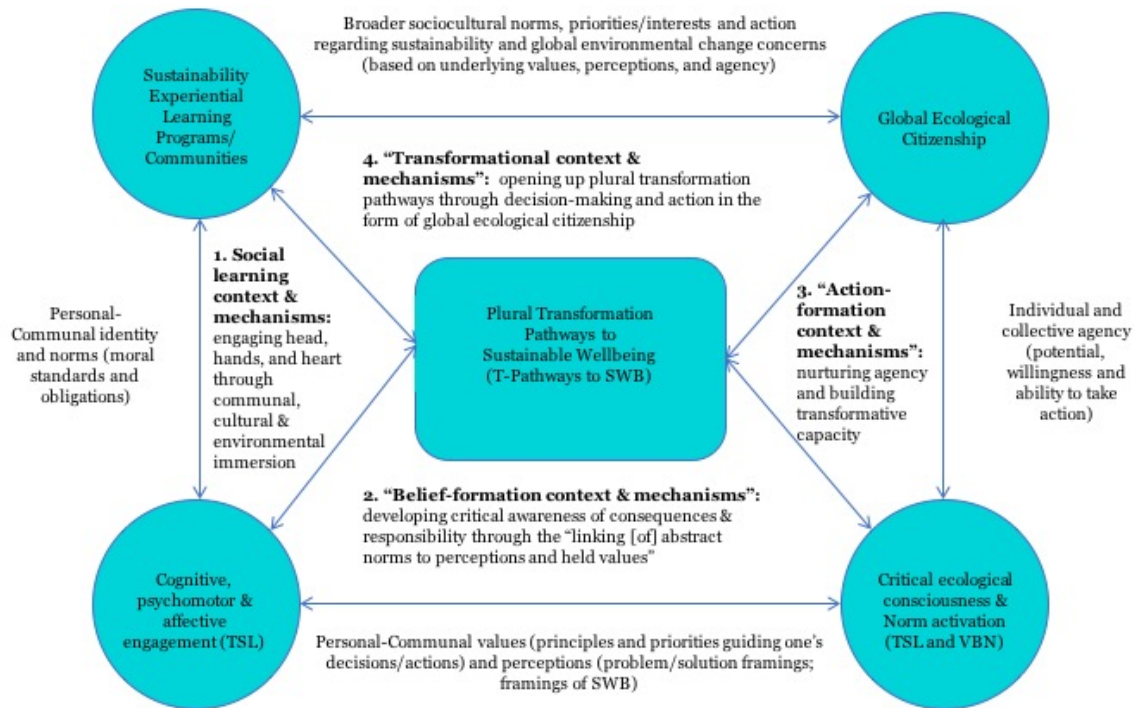 Broader sociocultural norms, priorities/interests and action
regarding sustainability and global environmental change concerns
(based on underlying values, perceptions, and agency)
Sustainability
Experiential
Learning
Programs/
Communities
Global Ecological
Citizenship
4. “Transformational context &
mechanisms”: opening up plural transformation
pathways through decision-making and action in the
form of global ecological citizenship
Personal-
Communal identity
and norms (moral
standards and
obligations)
1. Social
learning
context &
mechanisms:
engaging head,
hands, and heart
through
communal,
cultural &
environmental
immersion
Plural Transformation
Pathways to
Sustainable Wellbeing
(T-Pathways to SWB)
3. “Action-
formation
context &
mechanisms”:
nurturing agency
and building
transformative
capacity
Individual and
collective agency
(potential,
willingness and
ability to take
action)
2. “Belief-formation context & mechanisms”:
developing critical awareness of consequences &
responsibility through the “linking [of] abstract
norms to perceptions and held values”
Cognitive,
psychomotor &
affective
engagement (TSL)
Critical ecological
consciousness &
Norm activation
(TSL and VBN)
Personal-Communal values (principles and priorities guiding one’s
decisions/actions) and perceptions (problem/solution framings;
framings of SWB)